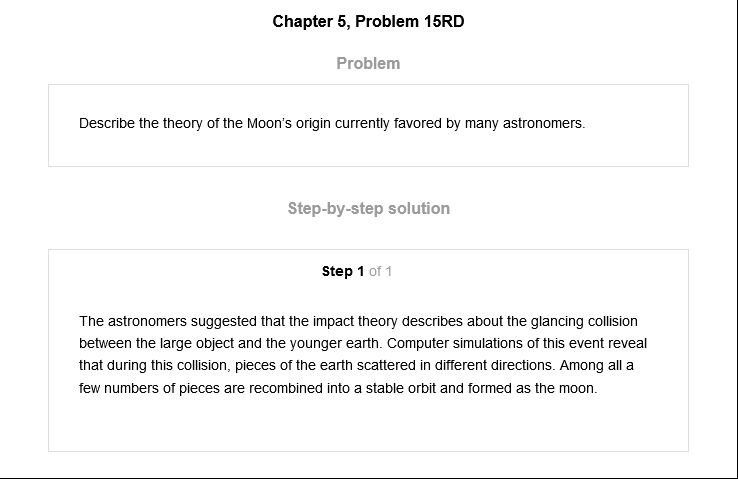 Chapter 5, Problem 15RD
Problem
Describe the theory of the Moon's origin currently favored by many astronomers.
Step-by-step solution
Step 1 of 1
The astronomers suggested that the impact theory describes about the glancing collision
between the large object and the younger earth. Computer simulations of this event reveal
that during this collision, pieces of the earth scattered in different directions. Among all a
few numbers of pieces are recombined into a stable orbit and formed as the moon.